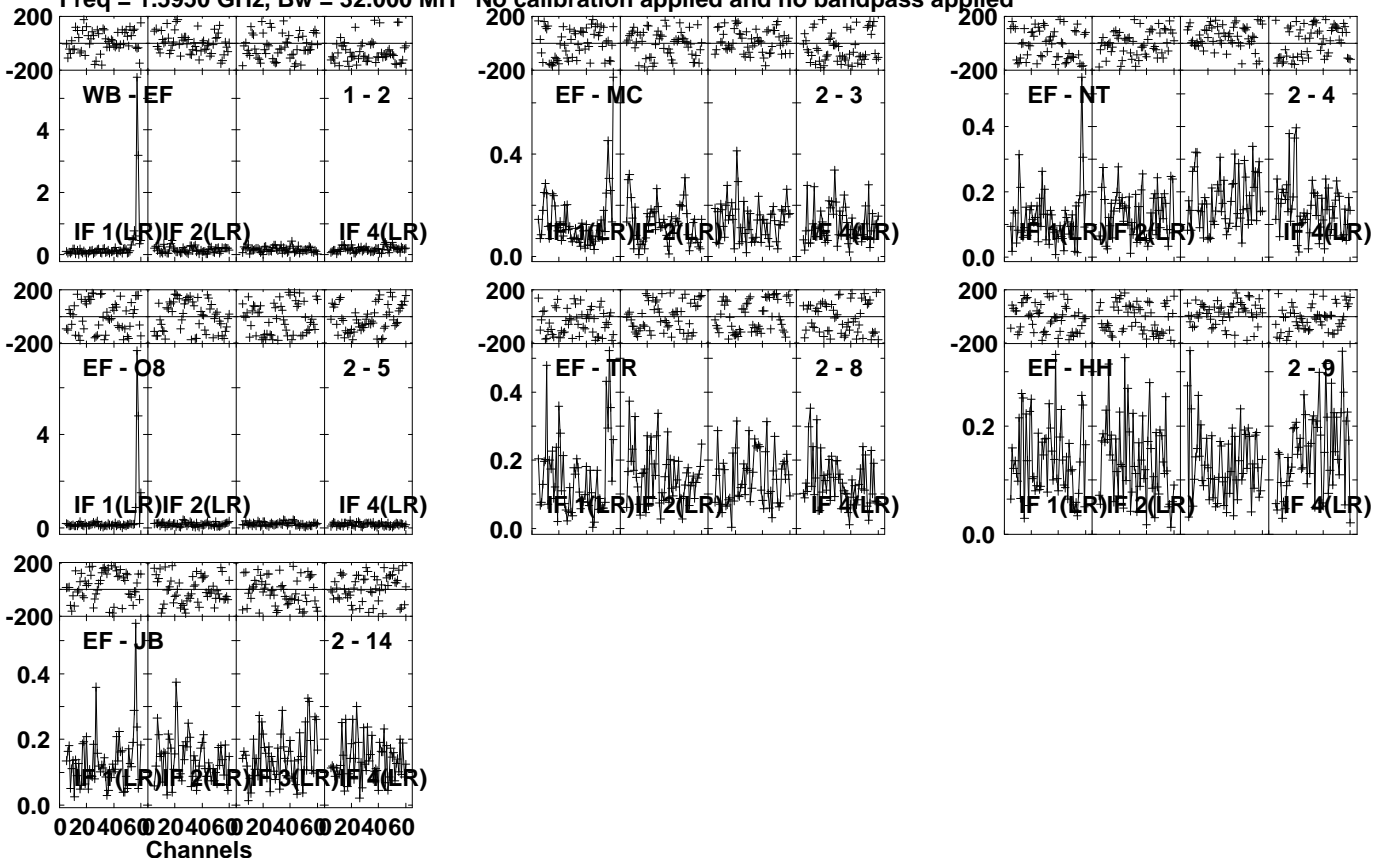 Freq = 1.5950 GHz, Bw = 32.000 MH No calibration applied and no bandpass applied
200
-200
WB - EF 1 - 2
4
2
0
IF 1(LR) IF 2(LR) IF 4(LR)
200
-200
EF - MC 2 - 3
0.4
0.0
IF 1(LR) IF 2(LR) IF 4(LR)
200
-200
EF - NT 2 - 4
0.4
0.2
0.0
IF 1(LR) IF 2(LR) IF 4(LR)
200
-200
EF - O8 2 - 5
4
0
IF 1(LR) IF 2(LR) IF 4(LR)
200
-200
EF - TR 2 - 8
0.4
0.2
0.0
IF 1(LR) IF 2(LR) IF 4(LR)
200
-200
EF - HH 2 - 9
0.2
0.0
IF 1(LR) IF 2(LR) IF 4(LR)
200
-200
EF - JB 2 - 14
0.4
0.2
0.0
IF 1(LR) IF 2(LR) IF 3(LR) IF 4(LR)
0 20 40 60 0 20 40 60 0 20 40 60 0 20 40 60
Channels